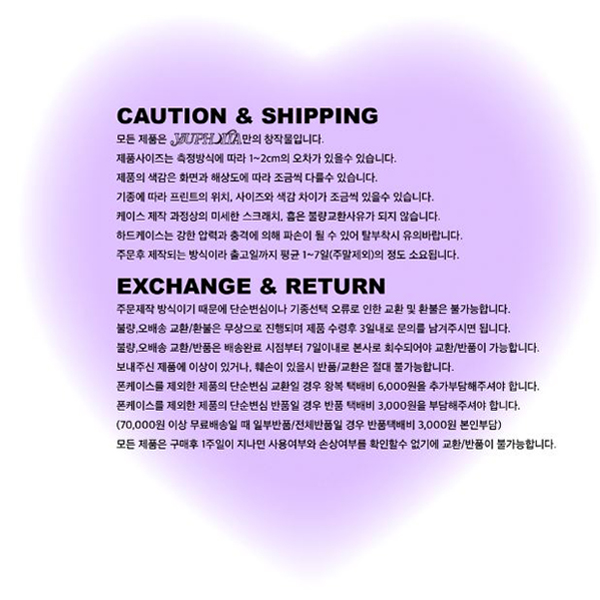 CAUTION & SHIPPING
모든 제품은 YUPHORIA만의 창작물입니다.
제품사이즈는 측정방식에 따라 1~2cm의 오차가 있을수 있습니다.
제품의 색감은 화면과 해상도에 따라 조금씩 다를수 있습니다.
기종에 따라 프린트의 위치, 사이즈와 색감 차이가 조금씩 있을수 있습니다.
케이스 제작 과정상의 미세한 스크래치, 흠은 불량교환사유가 되지 않습니다.
하드케이스는 강한 압력과 충격에 의해 파손이 될 수 있어 탈부착시 유의바랍니다.
주문후 제작되는 방식이라 출고일까지 평균 1~7일(주말제외)의 정도 소요됩니다.
EXCHANGE & RETURN
주문제작 방식이기 때문에 단순변심이나 기종선택 오류로 인한 교환 및 환불은 불가능합니다.
불량,오배송 교환/환불은 무상으로 진행되며 제품 수령후 3일내로 문의를 남겨주시면 됩니다.
불량,오배송 교환/반품은 배송완료 시점부터 7일이내로 본사로 회수되어야 교환/반품이 가능합니다.
보내주신 제품에 이상이 있거나, 훼손이 있을시 반품/교환은 절대 불가능합니다.
폰케이스를 제외한 제품의 단순변심 교환일 경우 왕복 택배비 6,000원을 추가부담해주셔야 합니다.
폰케이스를 제외한 제품의 단순변심 반품일 경우 반품 택배비 3,000원을 부담해주셔야 합니다.
(70,000원 이상 무료배송일 때 일부반품/전체반품일 경우 반품택배비 3,000원 본인부담)
모든 제품은 구매후 1주일이 지나면 사용여부와 손상여부를 확인할수 없기에 교환/반품이 불가능합니다.